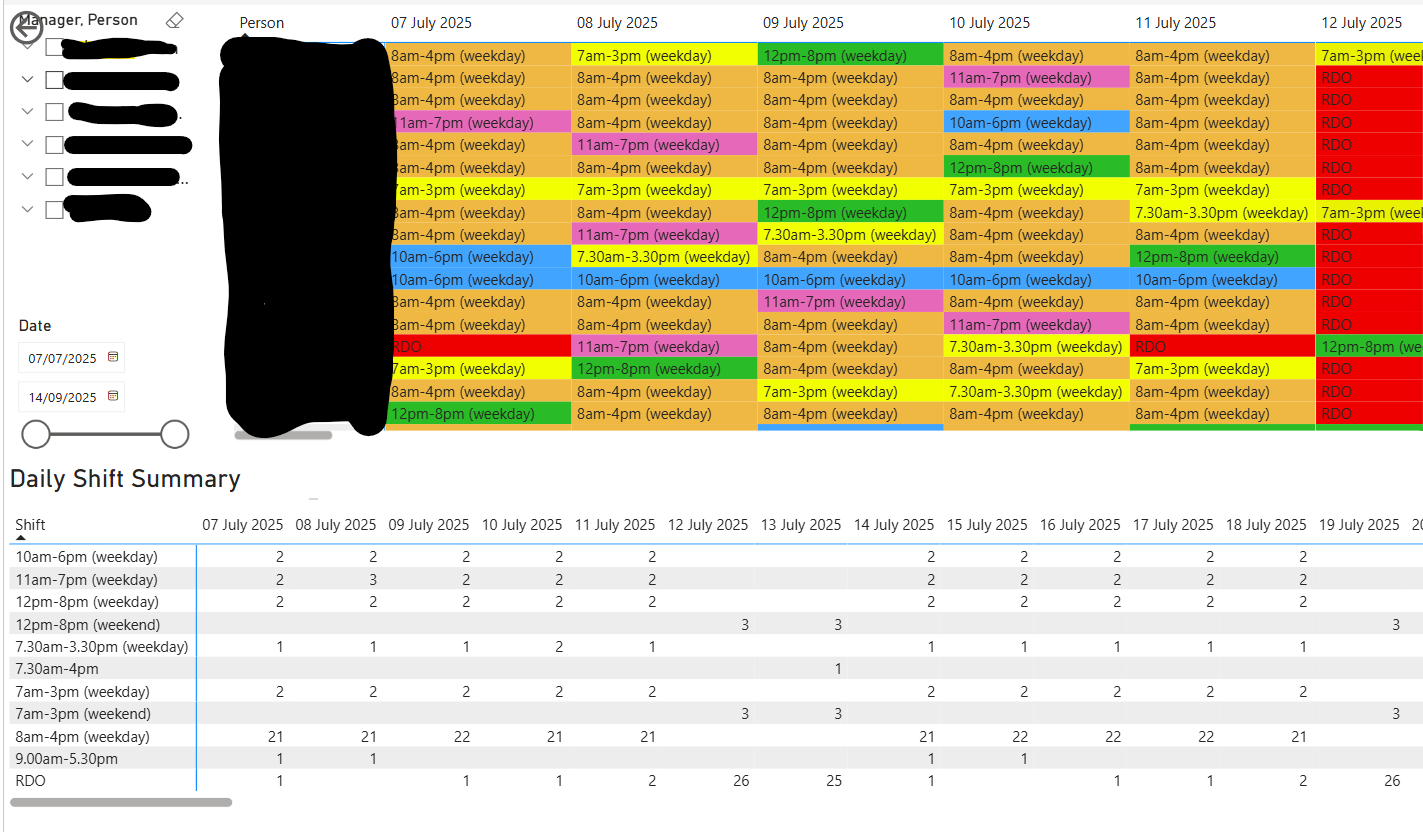 Manager, Person
Date
07/07/2025
14/09/2025
Person 07 July 2025 08 July 2025 09 July 2025 10 July 2025 11 July 2025 12 July 2025
8am-4pm (weekday) 7am-3pm (weekday) 12pm-8pm (weekday) 8am-4pm (weekday) 8am-4pm (weekday) 7am-3pm (weel
8am-4pm (weekday) 8am-4pm (weekday) 8am-4pm (weekday) 11am-7pm (weekday) 8am-4pm (weekday) RDO
8am-4pm (weekday) 8am-4pm (weekday) 8am-4pm (weekday) 8am-4pm (weekday) 8am-4pm (weekday) RDO
11am-7pm (weekday) 8am-4pm (weekday) 8am-4pm (weekday) 10am-6pm (weekday) 8am-4pm (weekday) RDO
8am-4pm (weekday) 11am-7pm (weekday) 8am-4pm (weekday) 8am-4pm (weekday) 8am-4pm (weekday) RDO
8am-4pm (weekday) 8am-4pm (weekday) 8am-4pm (weekday) 12pm-8pm (weekday) 8am-4pm (weekday) RDO
7am-3pm (weekday) 7am-3pm (weekday) 7am-3pm (weekday) 7am-3pm (weekday) 7am-3pm (weekday) RDO
8am-4pm (weekday) 8am-4pm (weekday) 12pm-8pm (weekday) 8am-4pm (weekday) 7.30am-3.30pm (weekday) 7am-3pm (weel
8am-4pm (weekday) 11am-7pm (weekday) 7.30am-3.30pm (weekday) 8am-4pm (weekday) 8am-4pm (weekday) RDO
10am-6pm (weekday) 7.30am-3.30pm (weekday) 8am-4pm (weekday) 8am-4pm (weekday) 12pm-8pm (weekday) RDO
10am-6pm (weekday) 10am-6pm (weekday) 10am-6pm (weekday) 10am-6pm (weekday) 10am-6pm (weekday) RDO
8am-4pm (weekday) 8am-4pm (weekday) 11am-7pm (weekday) 8am-4pm (weekday) 8am-4pm (weekday) RDO
8am-4pm (weekday) 8am-4pm (weekday) 8am-4pm (weekday) 11am-7pm (weekday) 8am-4pm (weekday) RDO
RDO 11am-7pm (weekday) 8am-4pm (weekday) 7.30am-3.30pm (weekday) RDO 12pm-8pm (we
7am-3pm (weekday) 12pm-8pm (weekday) 8am-4pm (weekday) 8am-4pm (weekday) 7am-3pm (weekday) RDO
8am-4pm (weekday) 8am-4pm (weekday) 7am-3pm (weekday) 7.30am-3.30pm (weekday) 8am-4pm (weekday) RDO
12pm-8pm (weekday) 8am-4pm (weekday) 8am-4pm (weekday) 8am-4pm (weekday) 8am-4pm (weekday) RDO
Daily Shift Summary
Shift 07 July 2025 08 July 2025 09 July 2025 10 July 2025 11 July 2025 12 July 2025 13 July 2025 14 July 2025 15 July 2025 16 July 2025 17 July 2025 18 July 2025 19 July 2025 20
10am-6pm (weekday) 2 2 2 2 2 2 2 2 2 2
11am-7pm (weekday) 2 3 2 2 2 2 2 2 2 2
12pm-8pm (weekday) 2 2 2 2 2 2 2 2 2 2
12pm-8pm (weekend) 3 3 3
7.30am-3.30pm (weekday) 1 1 1 2 1 1 1 1 1 1
7.30am-4pm 1
7am-3pm (weekday) 2 2 2 2 2 2 2 2 2 2
7am-3pm (weekend) 3 3 3
8am-4pm (weekday) 21 21 22 21 21 21 22 22 22 21
9.00am-5.30pm 1 1 1 1
RDO 1 1 1 2 26 25 1 1 1 2 26